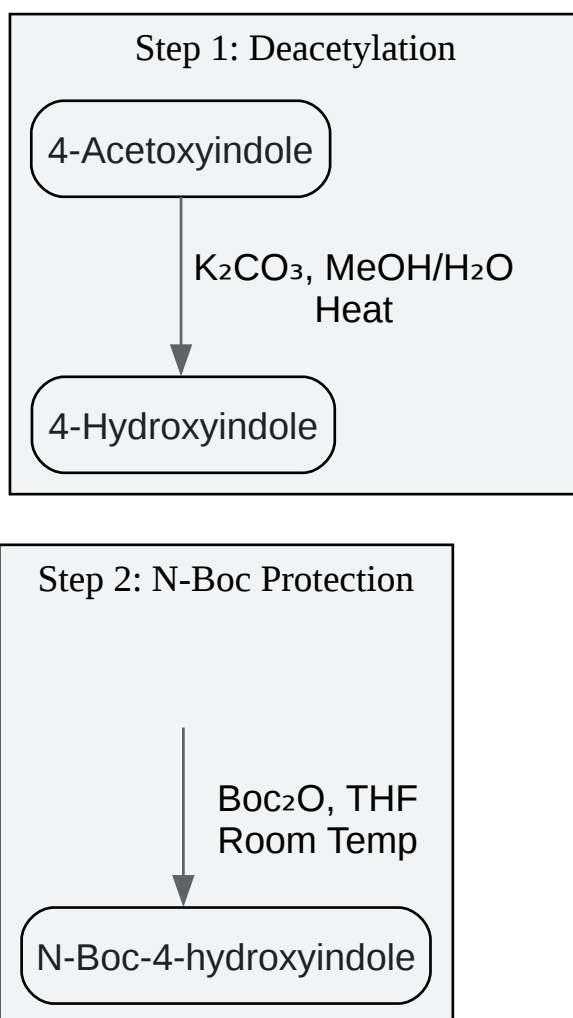 Step 1: Deacetylation
4-Acetoxyindole
K₂CO₃, MeOH/H₂O
Heat
4-Hydroxyindole
Step 2: N-Boc Protection
Boc₂O, THF
Room Temp
N-Boc-4-hydroxyindole